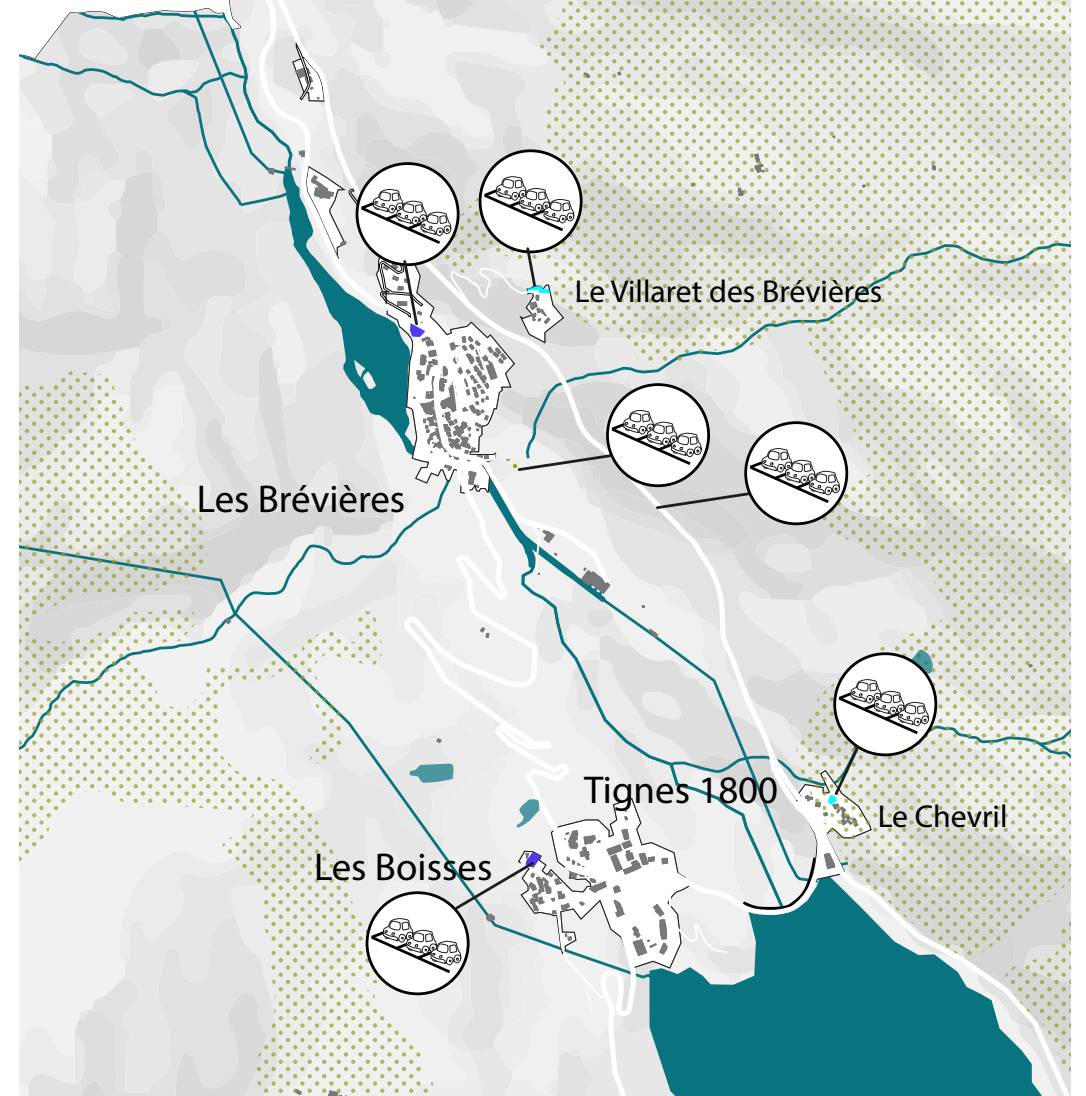 Le Villaret des Brévières
Les Brévières
Tignes 1800
Le Chevril
Les Boisses